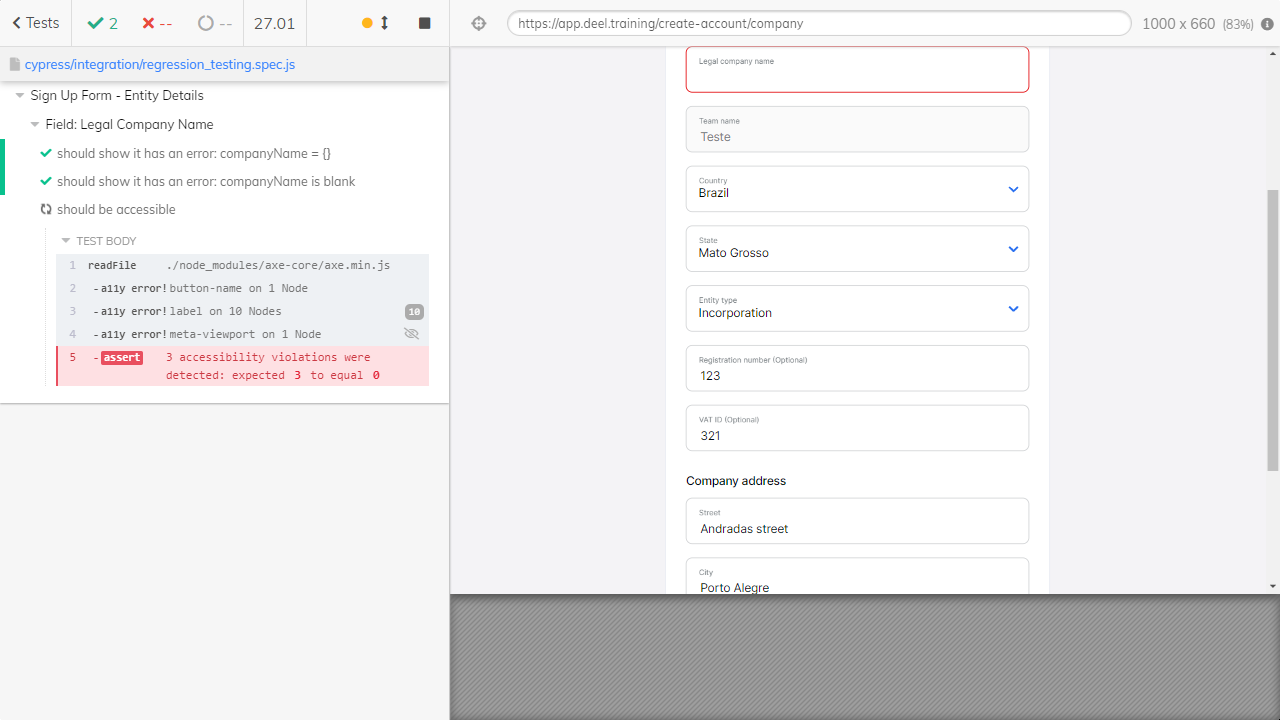 Tests
2
--
--
27.01
https://app.deel.training/create-account/company
1000 x 660 (83%)
cypress/integration/regression_testing.spec.js
Sign Up Form - Entity Details
Field: Legal Company Name
should show it has an error: companyName = {}
should show it has an error: companyName is blank
should be accessible
TEST BODY
1 readFile ./node_modules/axe-core/axe.min.js
2 -a11y error! button-name on 1 Node
3 -a11y error! label on 10 Nodes 10
4 -a11y error! meta-viewport on 1 Node
5 -assert 3 accessibility violations were
detected: expected 3 to equal 0
Legal company name
Team name
Teste
Country
Brazil
State
Mato Grosso
Entity type
Incorporation
Registration number (Optional)
123
VAT ID (Optional)
321
Company address
Street
Andradas street
City
Porto Alegre